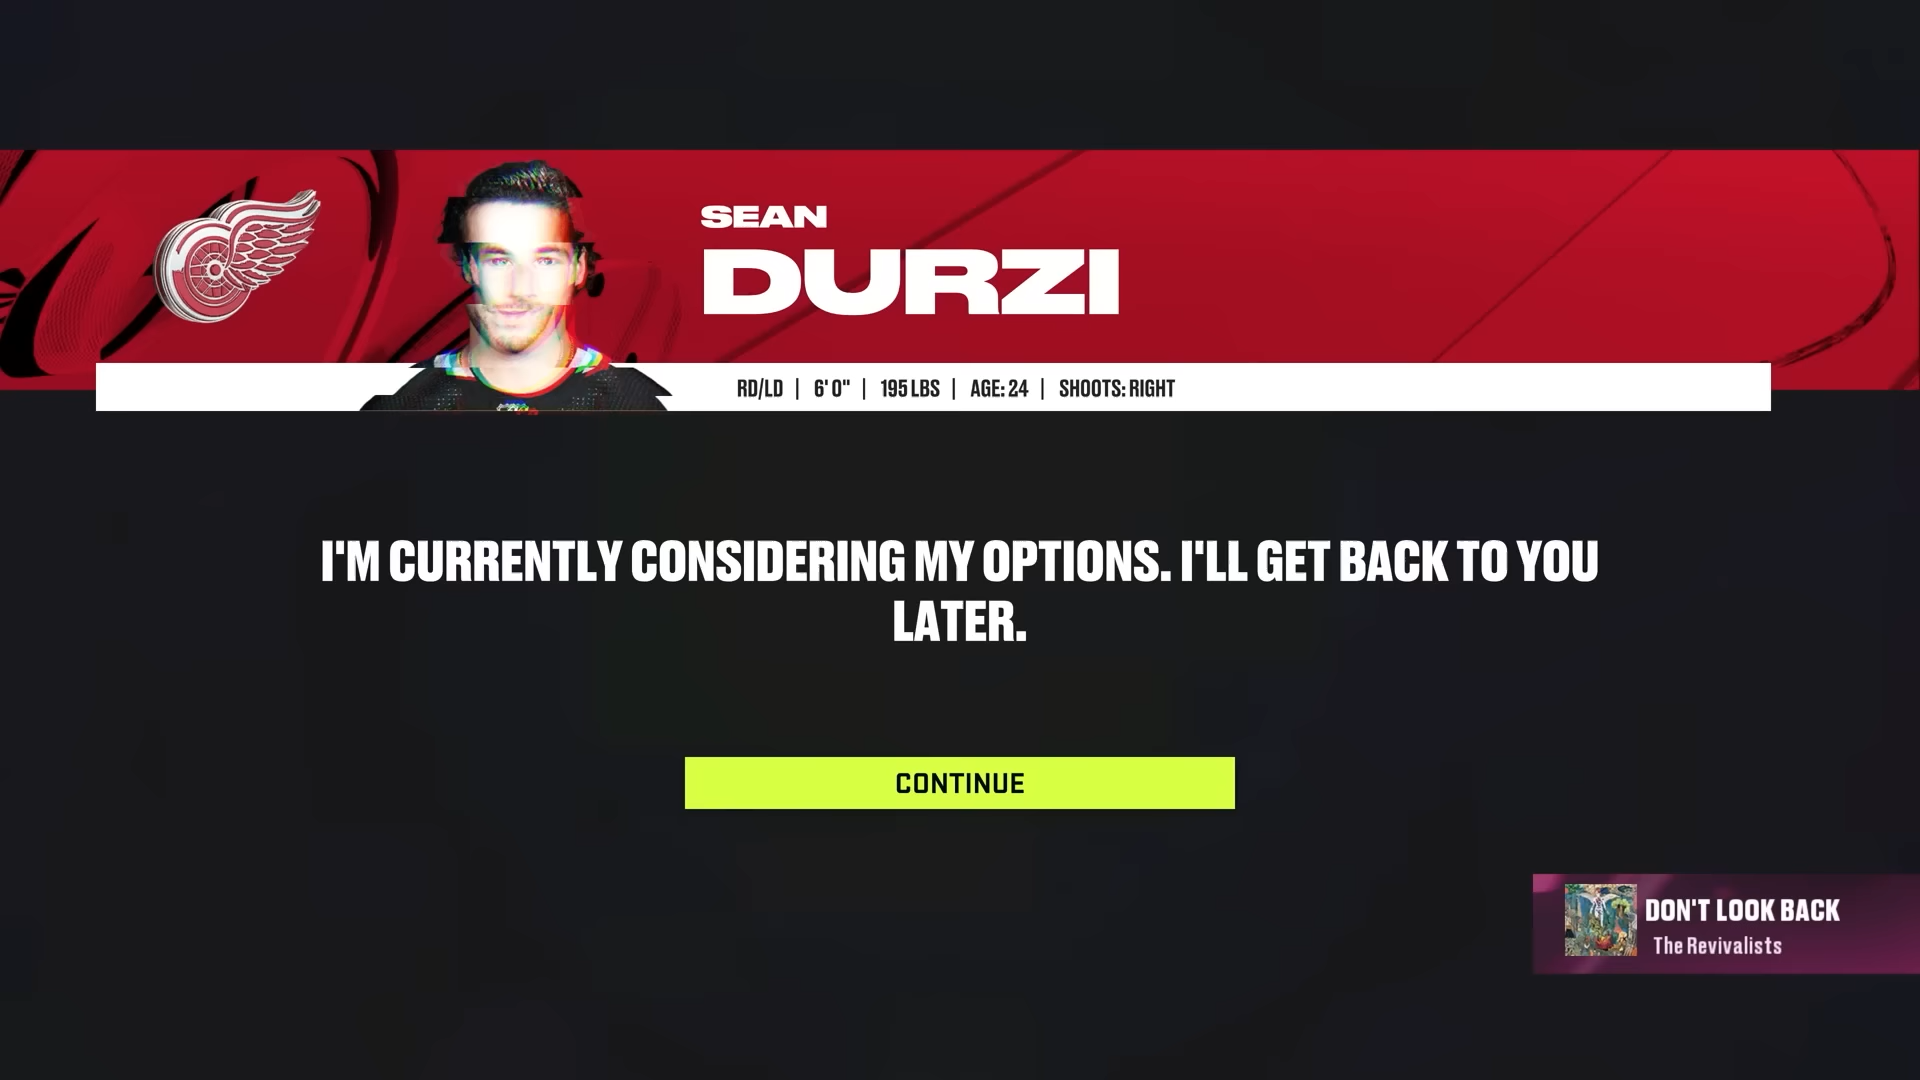 SEAN
DURZI
RD/LD | 6' 0" | 195 LBS | AGE: 24 | SHOOTS: RIGHT
I'M CURRENTLY CONSIDERING MY OPTIONS. I'LL GET BACK TO YOU
LATER.
CONTINUE
DON'T LOOK BACK
The Revivalists